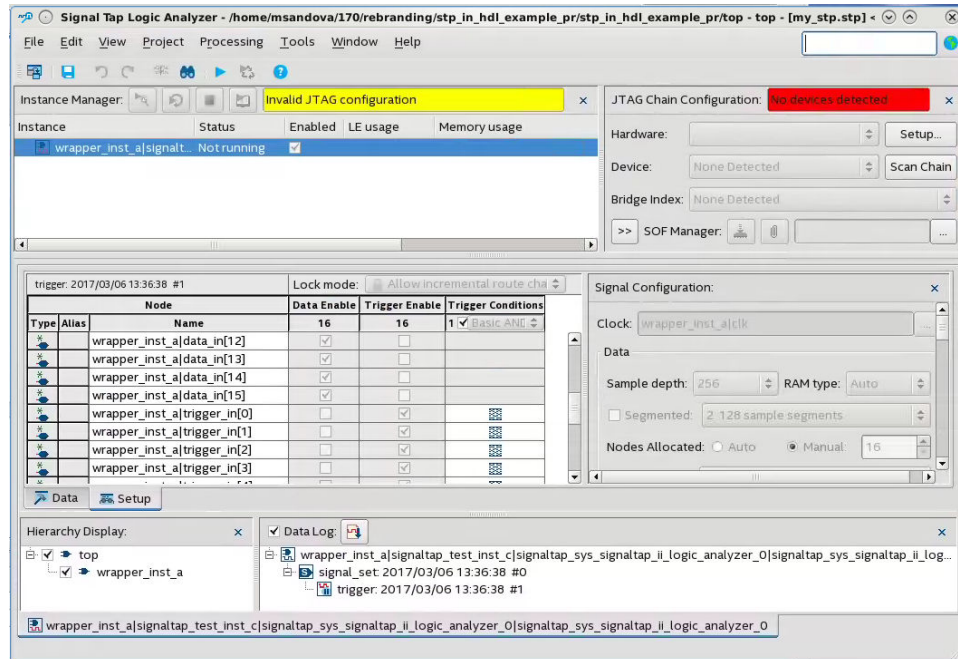 Signal Tap Logic Analyzer - /home/msandova/170/rebranding/stp_in_hdl_example_pr/stp_in_hdl_example_pr/top - top - [my_stp.stp] <
File Edit View Project Processing Tools Window Help
Instance Manager: Invalid JTAG configuration x
Instance Status Enabled LE usage Memory usage
wrapper_inst_a|signalt... Not running
JTAG Chain Configuration: No devices detected x
Hardware: Setup...
Device: None Detected Scan Chain
Bridge Index: None Detected
>> SOF Manager: ...
trigger: 2017/03/06 13:36:38 #1 Lock mode: Allow incremental route cha
Node Data Enable Trigger Enable Trigger Conditions
Type Alias Name 16 16 1 Basic AND
wrapper_inst_a|data_in[12]
wrapper_inst_a|data_in[13]
wrapper_inst_a|data_in[14]
wrapper_inst_a|data_in[15]
wrapper_inst_a|trigger_in[0]
wrapper_inst_a|trigger_in[1]
wrapper_inst_a|trigger_in[2]
wrapper_inst_a|trigger_in[3]
Signal Configuration: x
Clock: wrapper_inst_a|clk ...
Data
Sample depth: 256 RAM type: Auto
Segmented: 2 128 sample segments
Nodes Allocated: Auto Manual: 16
Data Setup
Hierarchy Display: x
top
wrapper_inst_a
Data Log: x
wrapper_inst_a|signaltap_test_inst_c|signaltap_sys_signaltap_ii_logic_analyzer_0|signaltap_sys_signaltap_ii_log...
signal_set: 2017/03/06 13:36:38 #0
trigger: 2017/03/06 13:36:38 #1
wrapper_inst_a|signaltap_test_inst_c|signaltap_sys_signaltap_ii_logic_analyzer_0|signaltap_sys_signaltap_ii_logic_analyzer_0